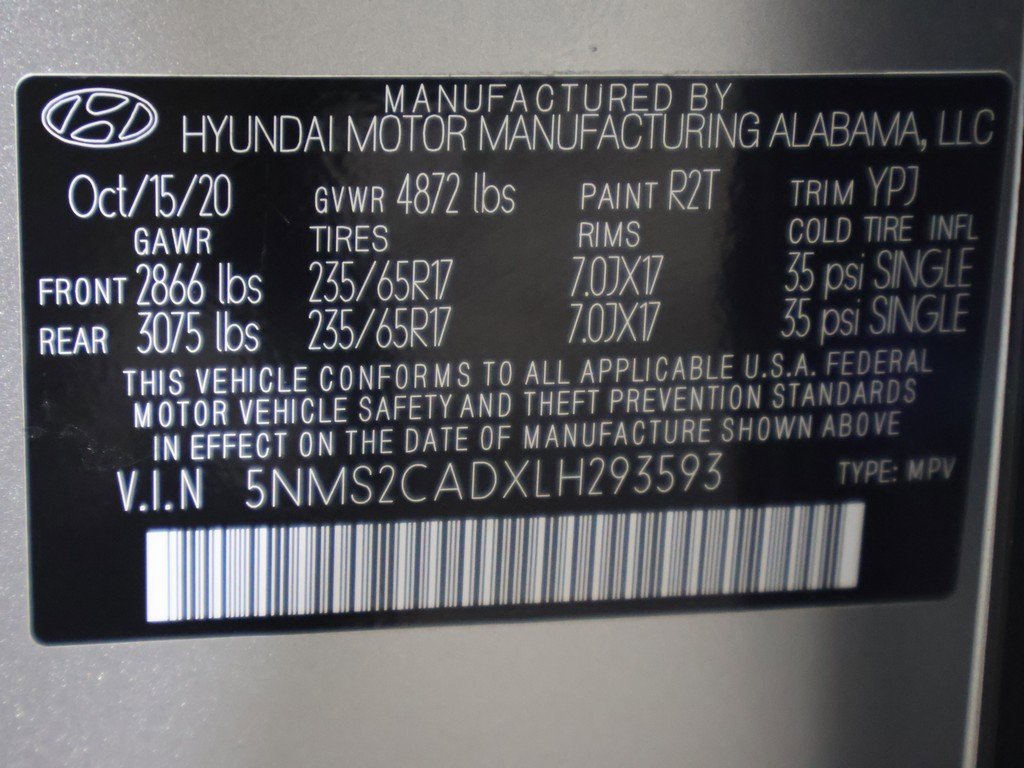 MANUFACTURED BY
HYUNDAI MOTOR MANUFACTURING ALABAMA, LLC
Oct/15/20 GVWR 4872 lbs PAINT R2T TRIM YPJ
GAWR TIRES RIMS COLD TIRE INFL
FRONT 2866 lbs 235/65R17 7.0JX17 35 psi SINGLE
REAR 3075 lbs 235/65R17 7.0JX17 35 psi SINGLE
THIS VEHICLE CONFORMS TO ALL APPLICABLE U.S.A. FEDERAL
MOTOR VEHICLE SAFETY AND THEFT PREVENTION STANDARDS
IN EFFECT ON THE DATE OF MANUFACTURE SHOWN ABOVE
V.I.N 5NMS2CADXLH293593 TYPE: MPV